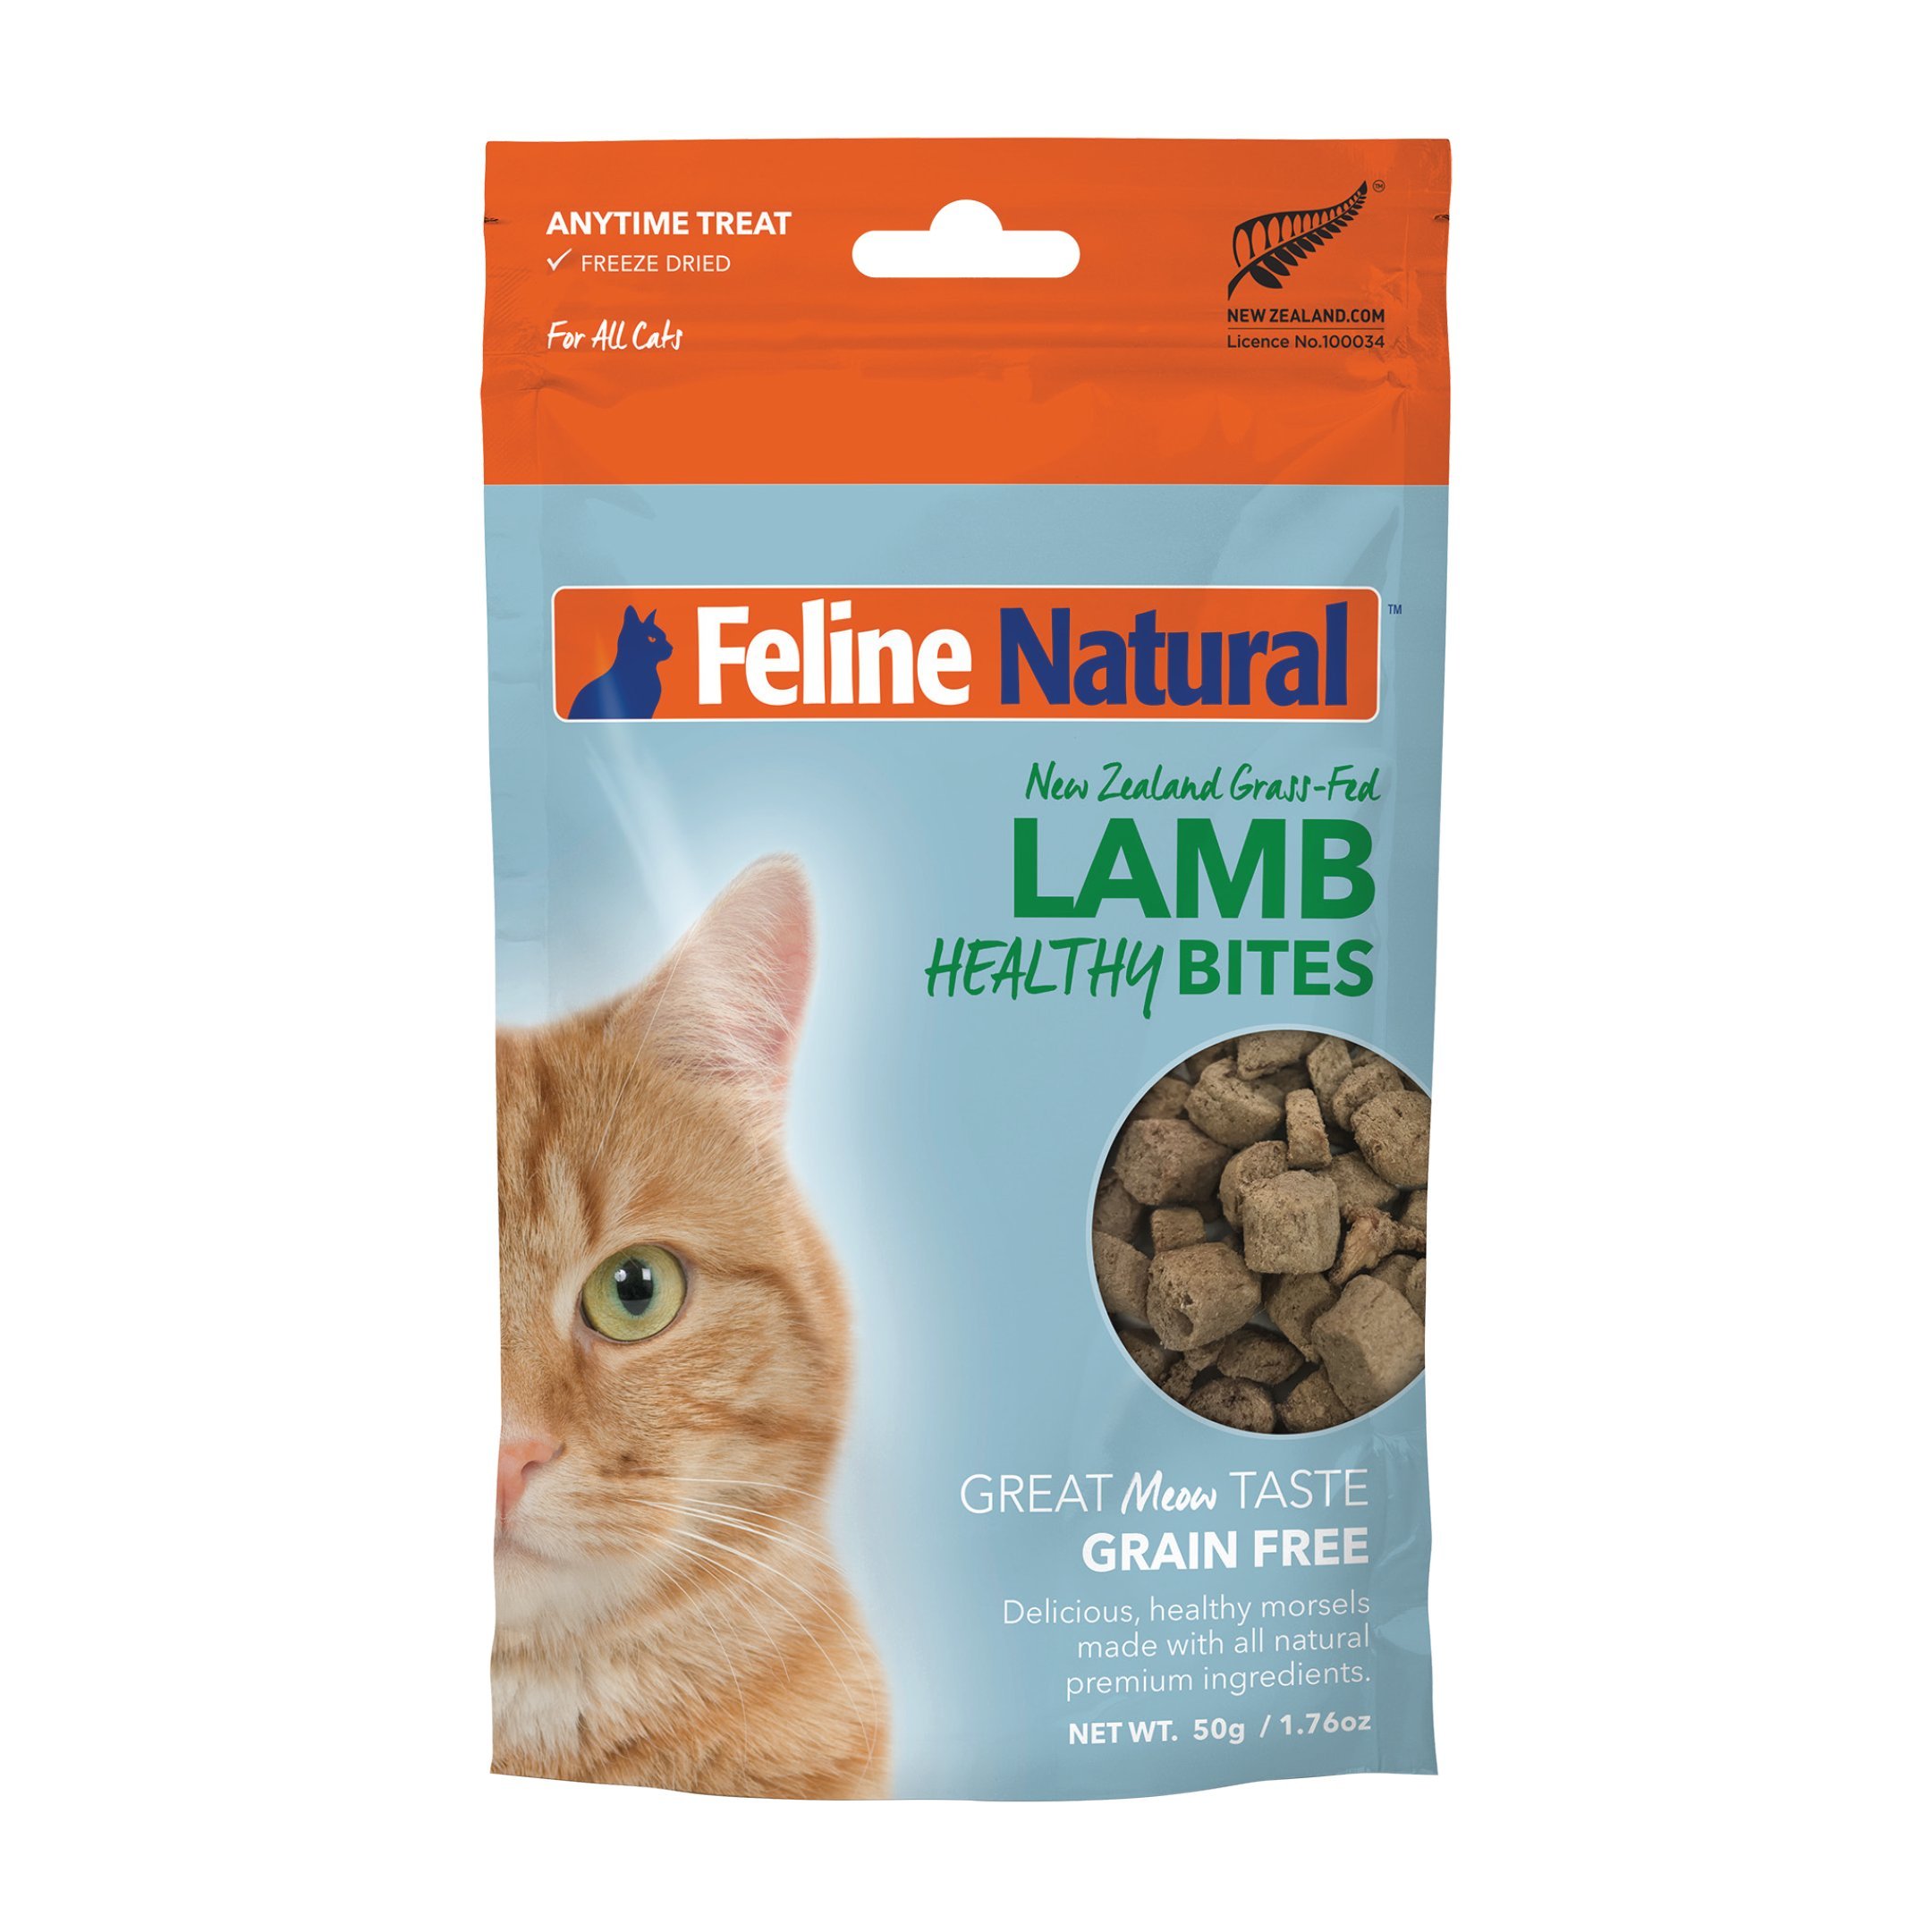 ANYTIME TREAT
✓ FREEZE DRIED
For All Cats
TM
NEW ZEALAND.COM
Licence No.100034
Feline Natural TM
New Zealand Grass-Fed
LAMB
HEALTHY BITES
GREAT Meow TASTE
GRAIN FREE
Delicious, healthy morsels
made with all natural
premium ingredients.
NET WT. 50g / 1.76oz